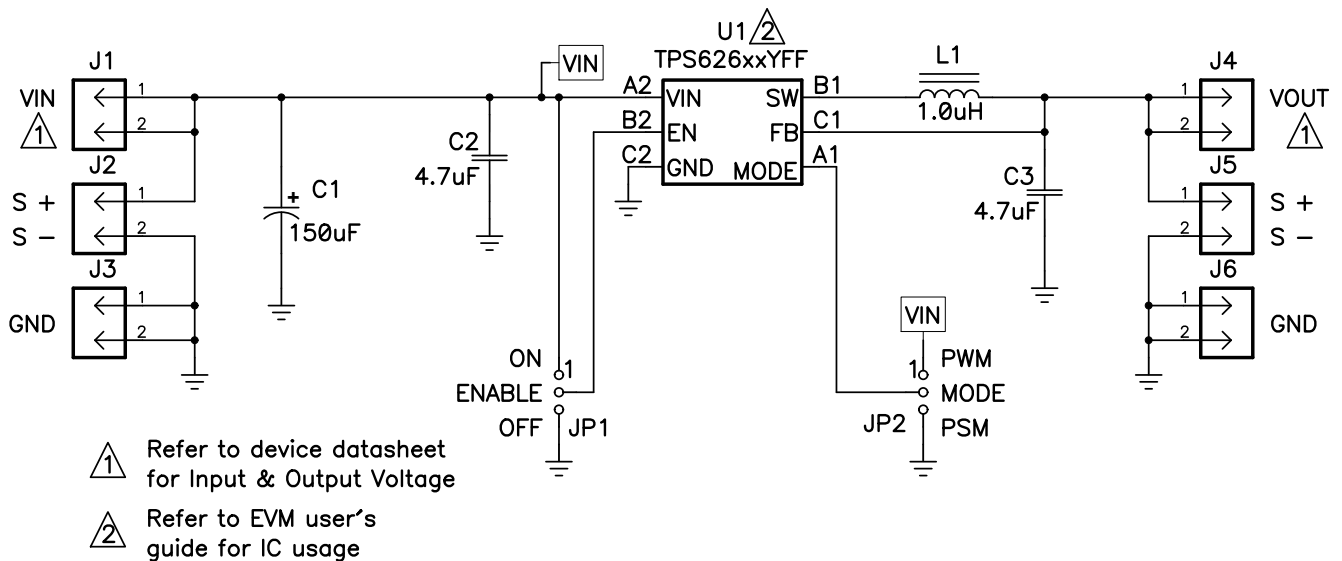 U1 2
TPS626xxYFF
J1
VIN
1
1
2
J2
S +
S -
1
2
J3
GND
1
2
+ C1
150uF
C2
4.7uF
VIN
A2
B2
C2
VIN
EN
GND
SW
FB
MODE
B1
C1
A1
L1
1.0uH
C3
4.7uF
J4
1
2
VOUT
1
J5
1
2
S +
S -
J6
1
2
GND
ON
1
ENABLE
OFF
JP1
VIN
1
PWM
MODE
JP2
PSM
1 Refer to device datasheet
for Input & Output Voltage
2 Refer to EVM user's
guide for IC usage